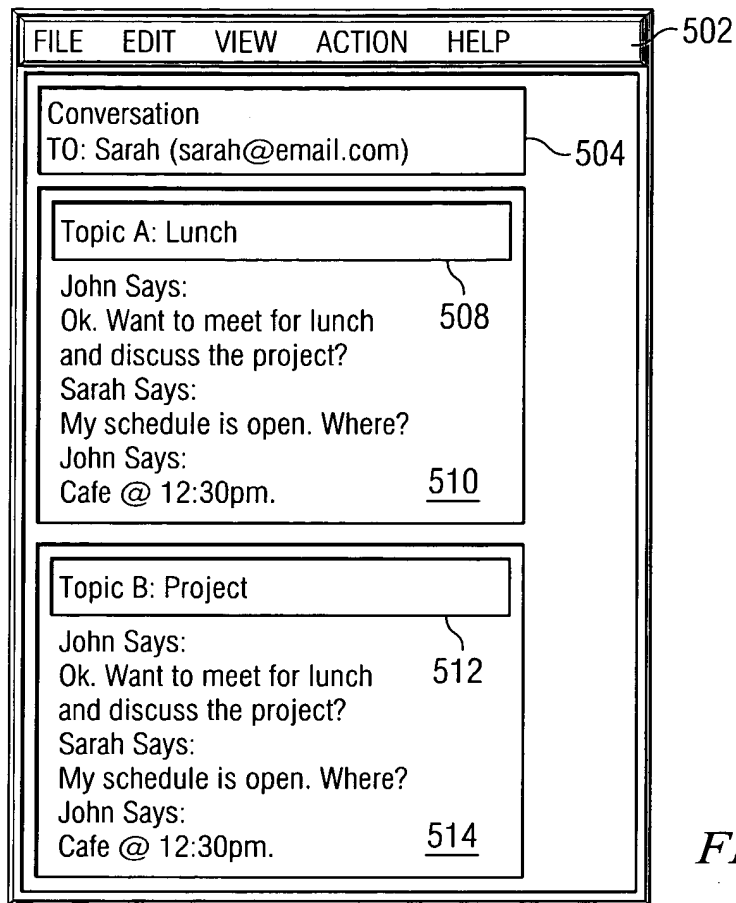 FILE EDIT VIEW ACTION HELP
502
Conversation
TO: Sarah (sarah@email.com)
504
Topic A: Lunch
508
John Says:
Ok. Want to meet for lunch
and discuss the project?
Sarah Says:
My schedule is open. Where?
John Says:
Cafe @ 12:30pm.
510
Topic B: Project
512
John Says:
Ok. Want to meet for lunch
and discuss the project?
Sarah Says:
My schedule is open. Where?
John Says:
Cafe @ 12:30pm.
514